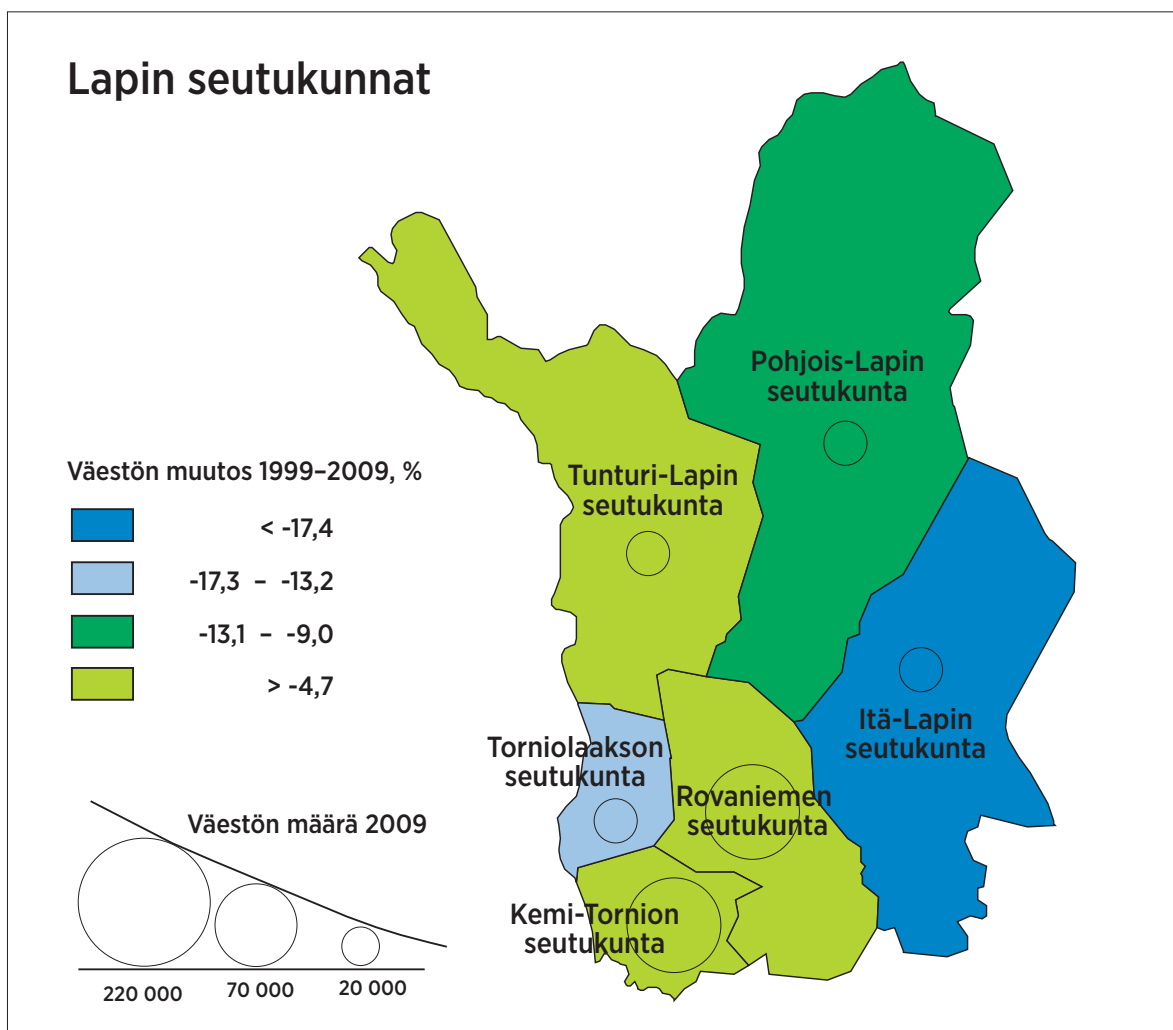 Lapin seutukunnat
Pohjois-Lapin
seutukunta
Tunturi-Lapin
seutukunta
Väestön muutos 1999–2009, %
< -17,4
-17,3 – -13,2
-13,1 – -9,0
> -4,7
Itä-Lapin
seutukunta
Torniolaakson
seutukunta
Rovaniemen
seutukunta
Kemi-Tornion
seutukunta
Väestön määrä 2009
220 000
70 000
20 000